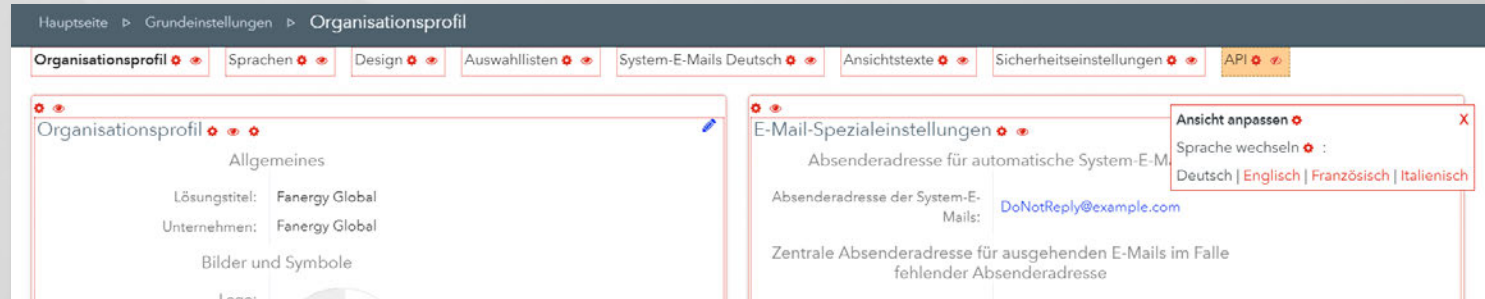 Hauptseite ▷ Grundeinstellungen ▷ Organisationsprofil
Organisationsprofil Sprachen Design Auswahllisten System-E-Mails Deutsch Ansichtstexte Sicherheitseinstellungen API
Organisationsprofil
Allgemeines
Lösungstitel: Fanergy Global
Unternehmen: Fanergy Global
Bilder und Symbole
E-Mail-Spezialeinstellungen
Absenderadresse für automatische System-E-Ma
Absenderadresse der System-E-
Mails: DoNotReply@example.com
Zentrale Absenderadresse für ausgehenden E-Mails im Falle
fehlender Absenderadresse
Ansicht anpassen X
Sprache wechseln :
Deutsch | Englisch | Französisch | Italienisch